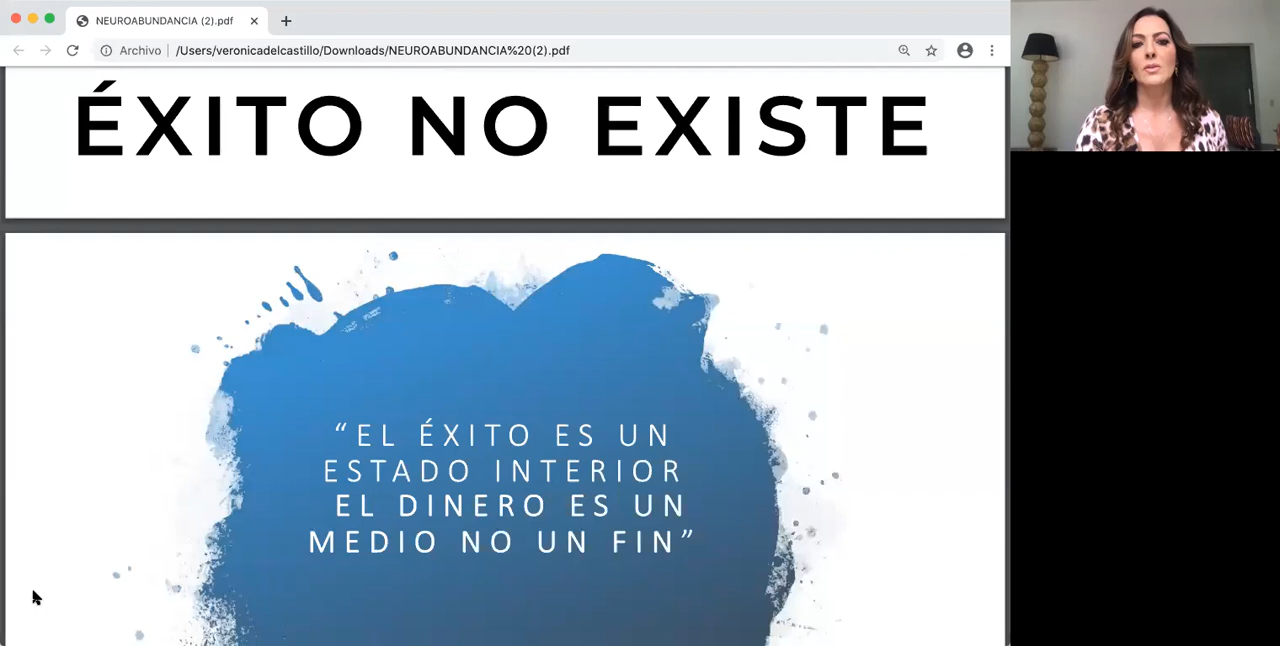 NEUROABUNDANCIA (2).pdf
Archivo | /Users/veronicadelcastillo/Downloads/NEUROABUNDANCIA%20(2).pdf
ÉXITO NO EXISTE
“EL ÉXITO ES UN
ESTADO INTERIOR
EL DINERO ES UN
MEDIO NO UN FIN”